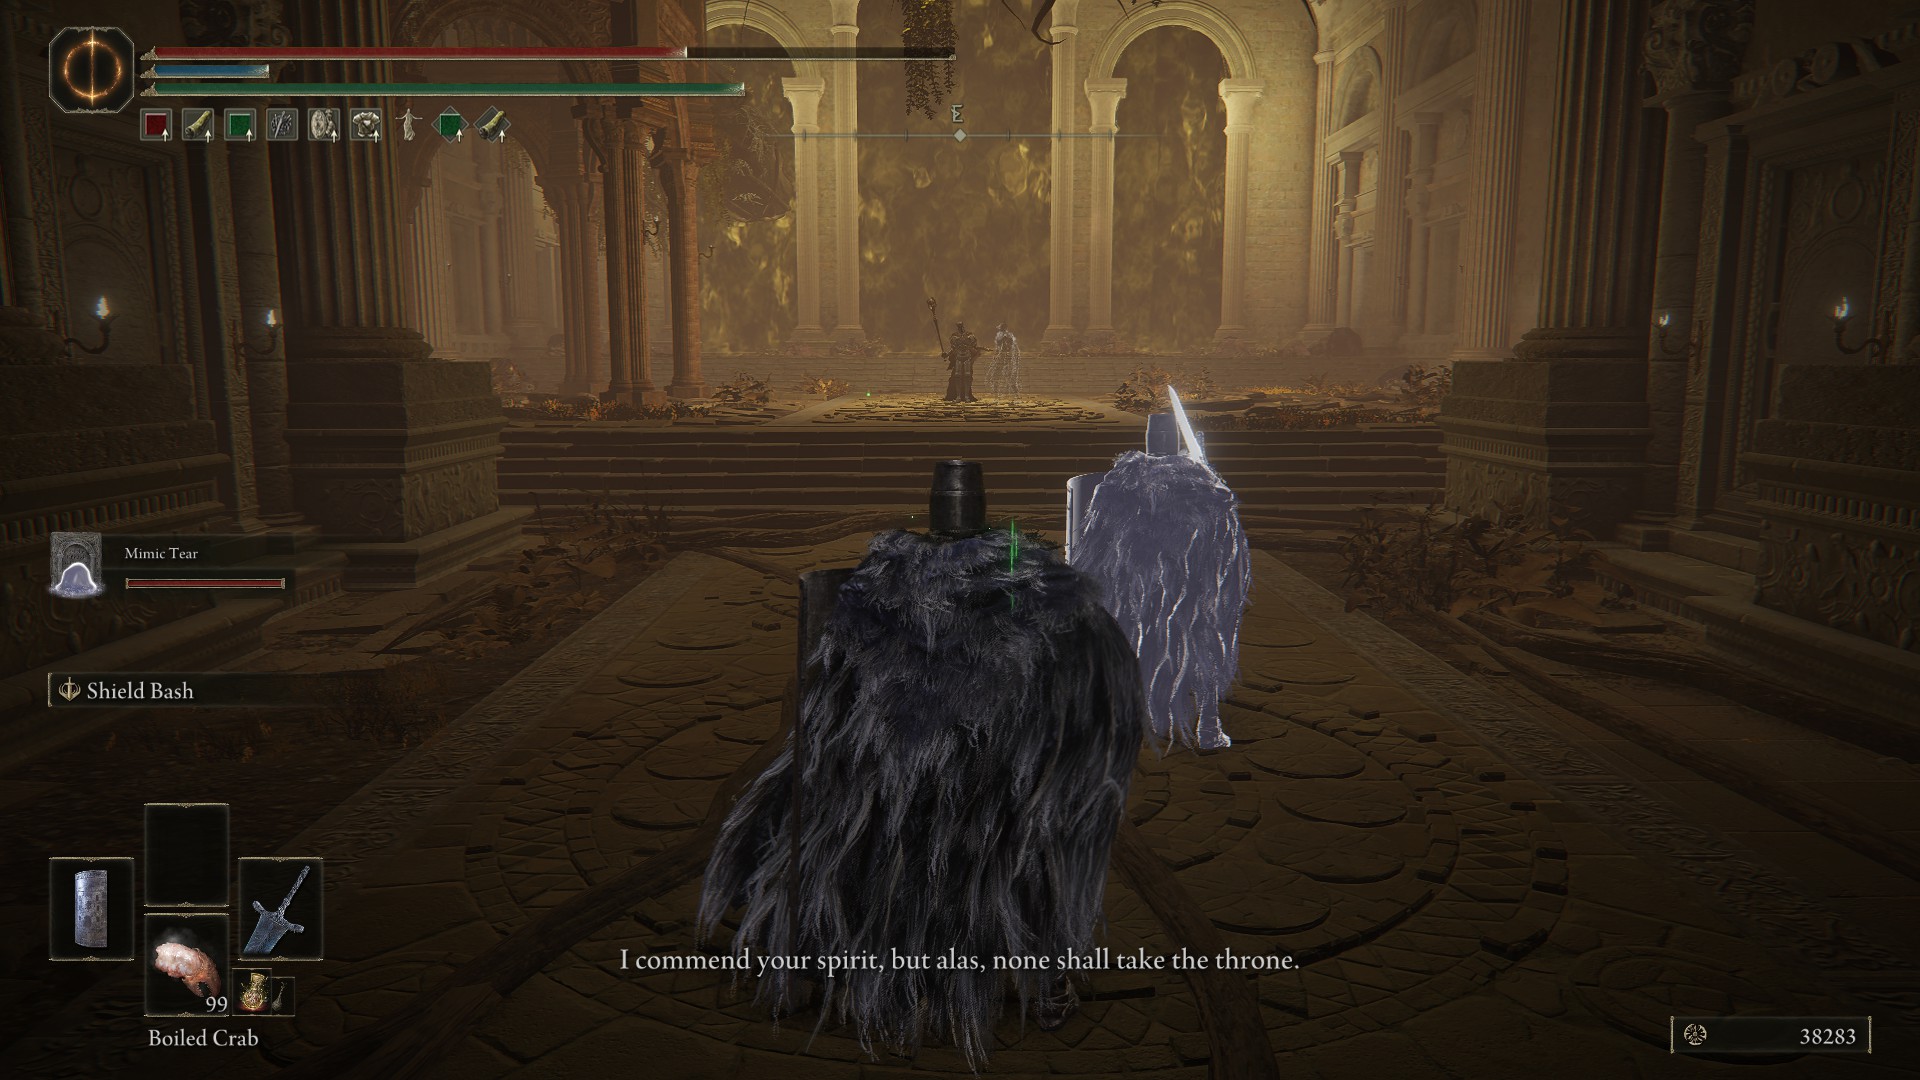 E
Mimic Tear
Shield Bash
I commend your spirit, but alas, none shall take the throne.
99
Boiled Crab
38283